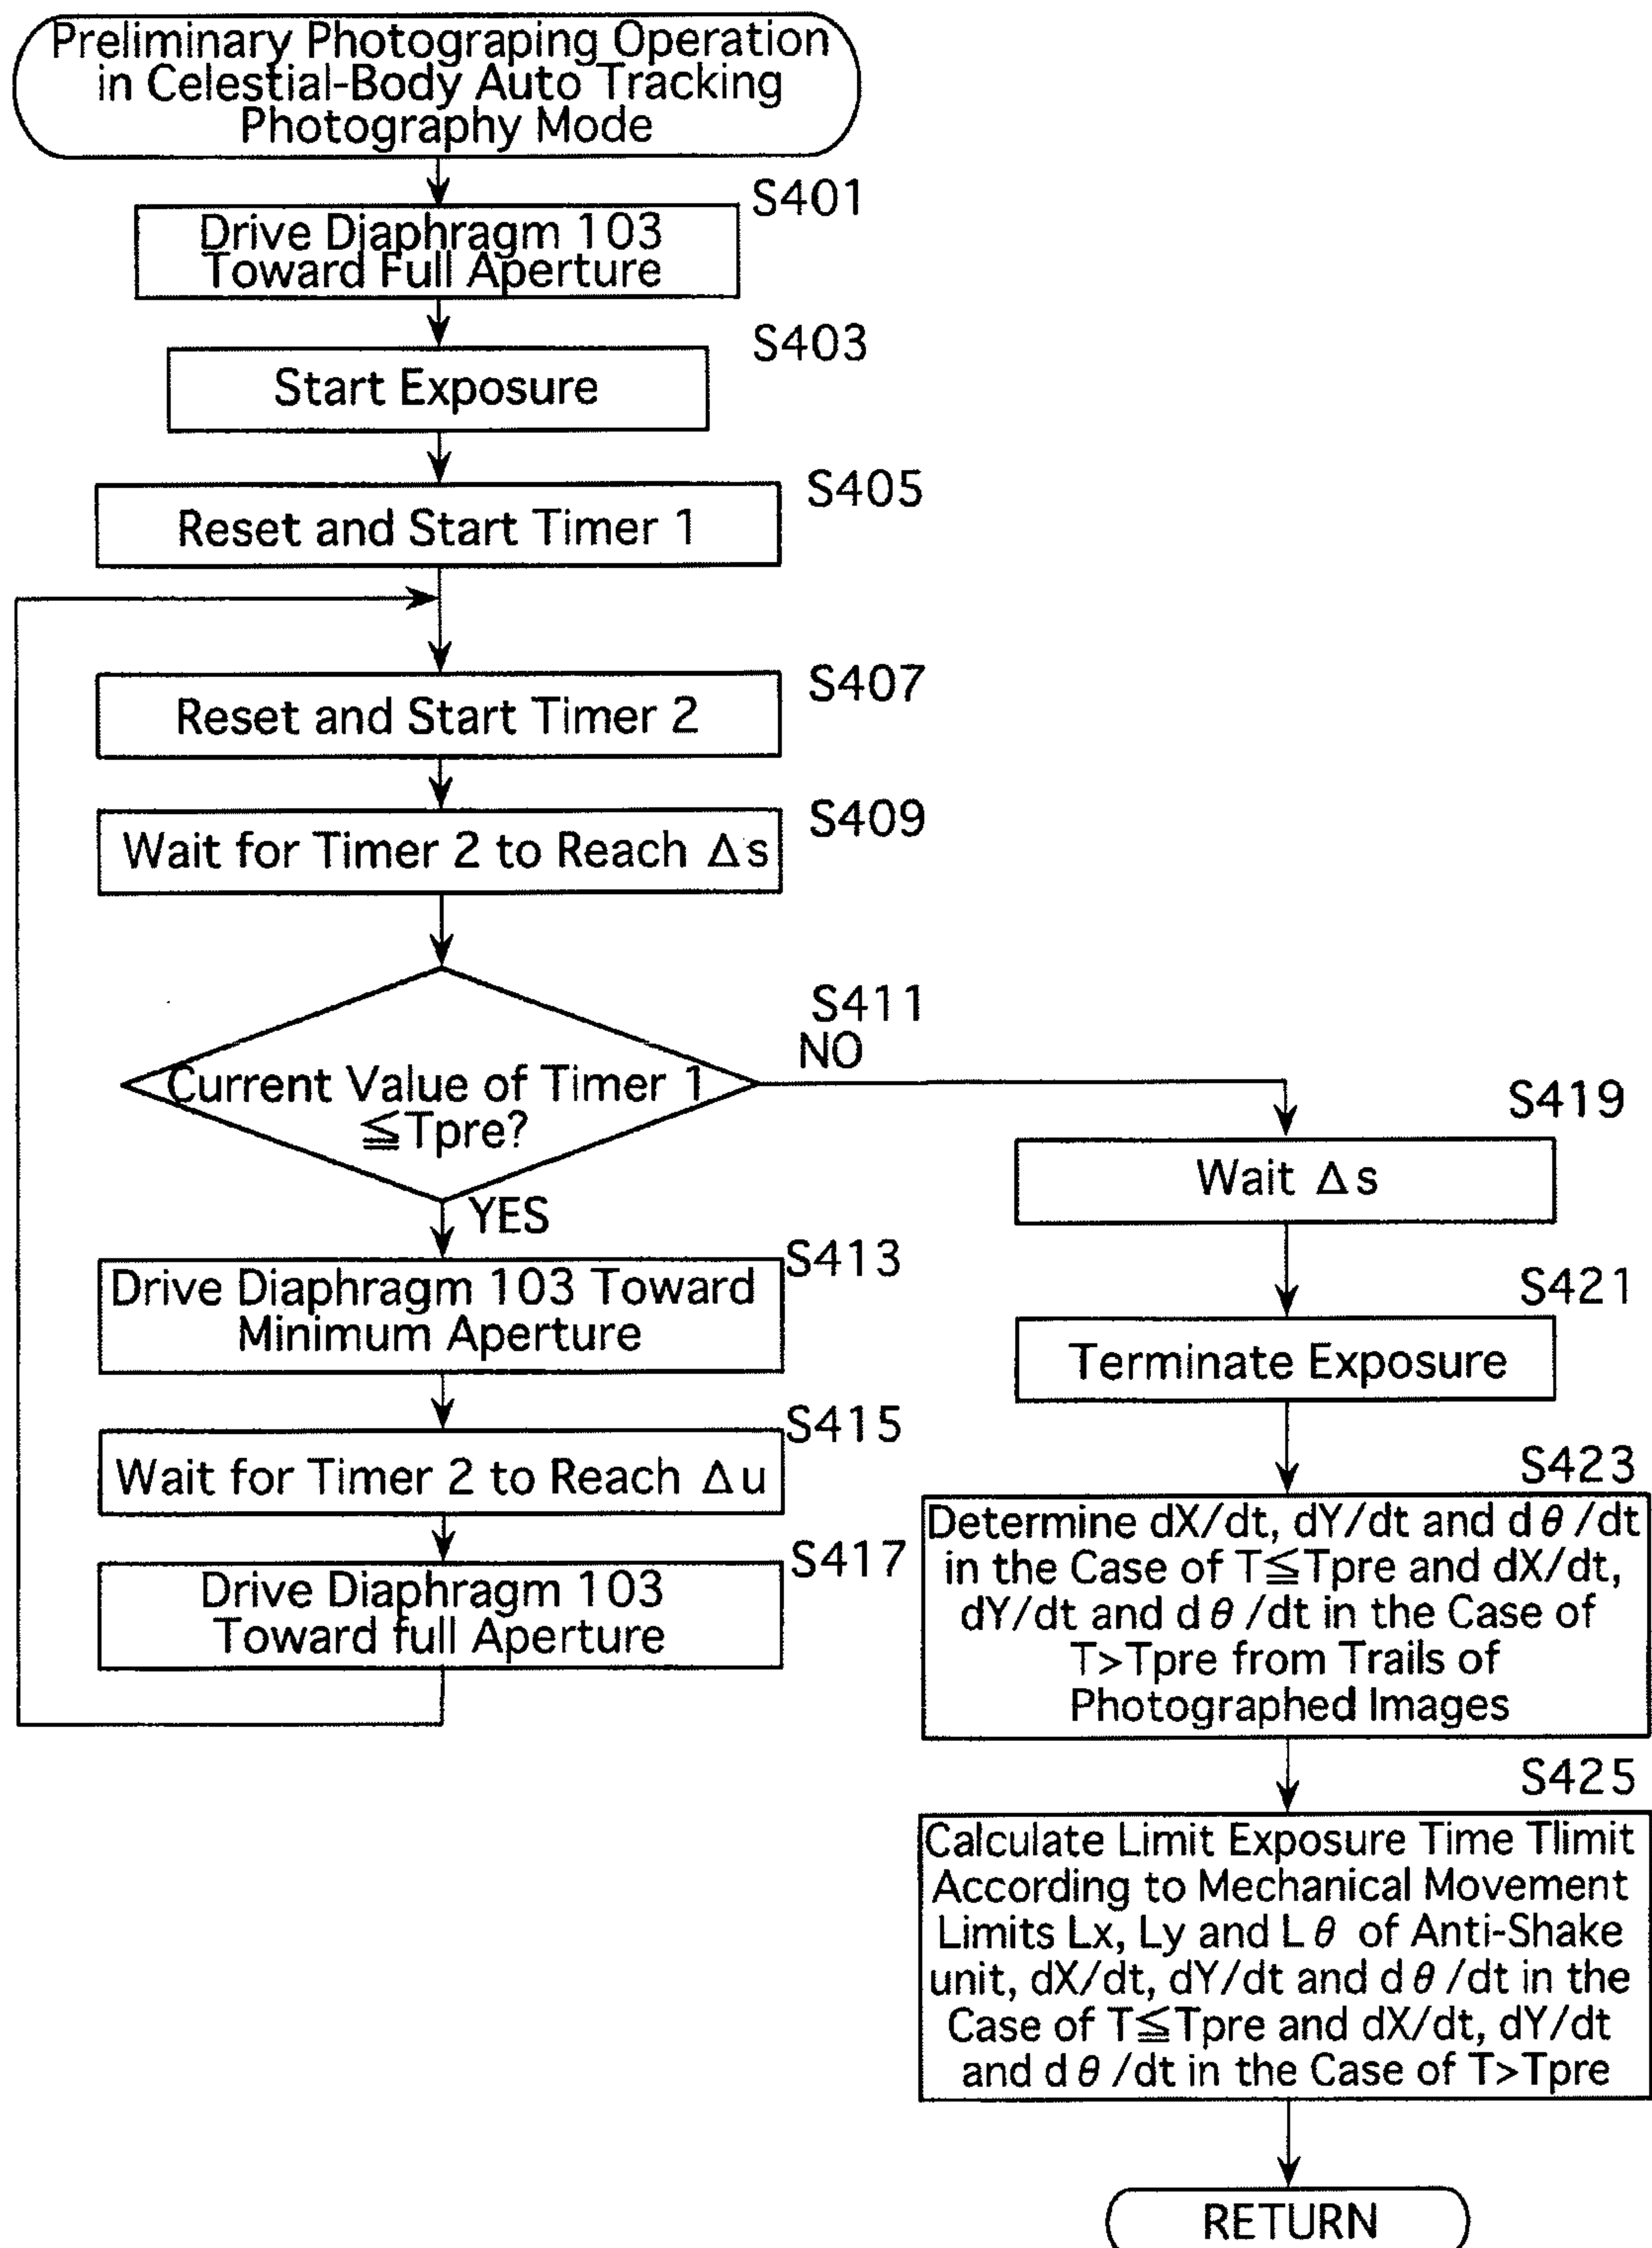 Preliminary Photograping Operation
in Celestial-Body Auto Tracking
Photography Mode
S401
Drive Diaphragm 103
Toward Full Aperture
S403
Start Exposure
S405
Reset and Start Timer 1
S407
Reset and Start Timer 2
S409
Wait for Timer 2 to Reach Δs
S411
NO
Current Value of Timer 1
≦Tpre?
YES
S413
Drive Diaphragm 103 Toward
Minimum Aperture
S415
Wait for Timer 2 to Reach Δu
S417
Drive Diaphragm 103
Toward full Aperture
S419
Wait Δs
S421
Terminate Exposure
S423
Determine dX/dt, dY/dt and dθ/dt
in the Case of T≦Tpre and dX/dt,
dY/dt and dθ/dt in the Case of
T>Tpre from Trails of
Photographed Images
S425
Calculate Limit Exposure Time Tlimit
According to Mechanical Movement
Limits Lx, Ly and Lθ of Anti-Shake
unit, dX/dt, dY/dt and dθ/dt in the
Case of T≦Tpre and dX/dt, dY/dt
and dθ/dt in the Case of T>Tpre
RETURN